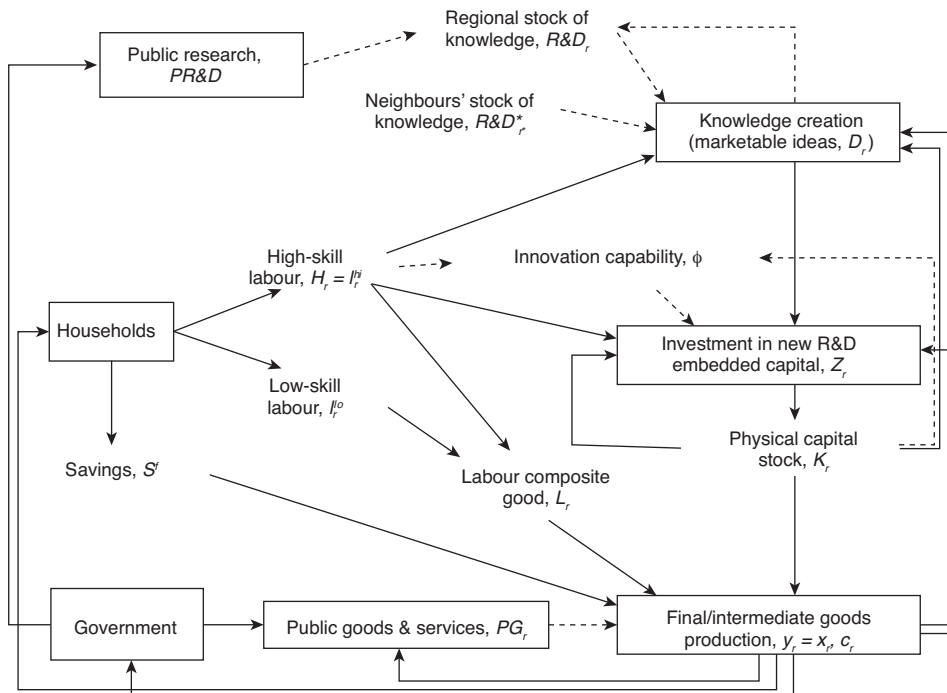 Regional stock of
knowledge, R&D_r
Public research,
PR&D
Neighbours' stock of
knowledge, R&D*_r*
Knowledge creation
(marketable ideas, D_r)
High-skill
labour, H_r = l_r^hi
Innovation capability, ϕ
Households
Investment in new R&D
embedded capital, Z_r
Low-skill
labour, l_r^lo
Physical capital
stock, K_r
Savings, S^f
Labour composite
good, L_r
Government
Public goods & services, PG_r
Final/intermediate goods
production, y_r = x_r, c_r